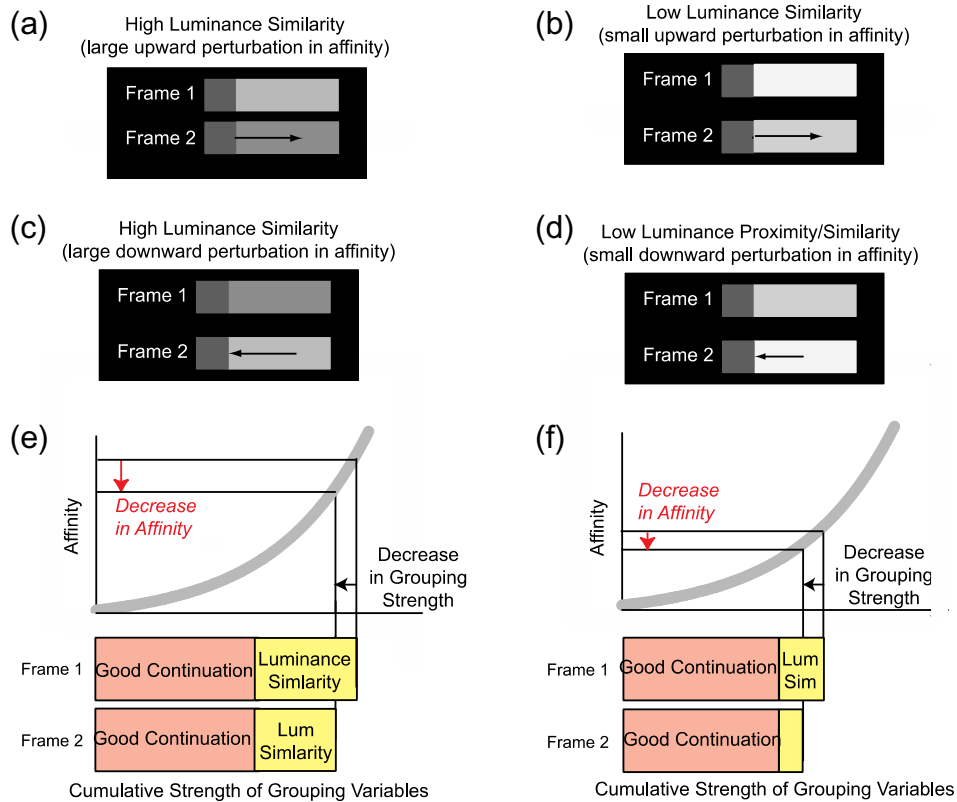 (a)
High Luminance Similarity
(large upward perturbation in affinity)
Frame 1
Frame 2
(b)
Low Luminance Similarity
(small upward perturbation in affinity)
Frame 1
Frame 2
(c)
High Luminance Similarity
(large downward perturbation in affinity)
Frame 1
Frame 2
(d)
Low Luminance Proximity/Similarity
(small downward perturbation in affinity)
Frame 1
Frame 2
(e)
Affinity
Decrease
in Affinity
Decrease
in Grouping
Strength
Frame 1
Good Continuation
Luminance
Simlarity
Frame 2
Good Continuation
Lum
Simlarity
Cumulative Strength of Grouping Variables
(f)
Affinity
Decrease
in Affinity
Decrease
in Grouping
Strength
Frame 1
Good Continuation
Lum
Sim
Frame 2
Good Continuation
Cumulative Strength of Grouping Variables